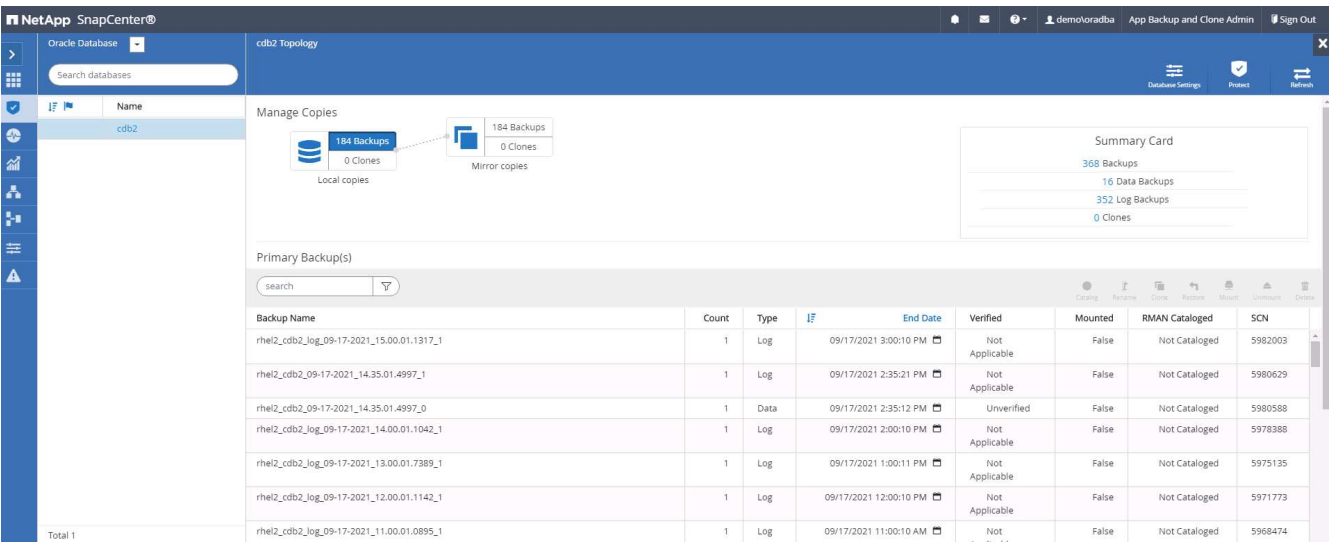 NetApp SnapCenter®
demo\oradba App Backup and Clone Admin Sign Out
Oracle Database
Search databases
Name
cdb2
Total 1
cdb2 Topology
Database Settings Protect Refresh
Manage Copies
184 Backups
0 Clones
Local copies
184 Backups
0 Clones
Mirror copies
Summary Card
368 Backups
16 Data Backups
352 Log Backups
0 Clones
Primary Backup(s)
search
Catalog Rename Clone Restore Mount Unmount Delete
Backup Name Count Type End Date Verified Mounted RMAN Cataloged SCN
rhel2_cdb2_log_09-17-2021_15.00.01.1317_1 1 Log 09/17/2021 3:00:10 PM Not Applicable False Not Cataloged 5982003
rhel2_cdb2_09-17-2021_14.35.01.4997_1 1 Log 09/17/2021 2:35:21 PM Not Applicable False Not Cataloged 5980629
rhel2_cdb2_09-17-2021_14.35.01.4997_0 1 Data 09/17/2021 2:35:12 PM Unverified False Not Cataloged 5980588
rhel2_cdb2_log_09-17-2021_14.00.01.1042_1 1 Log 09/17/2021 2:00:10 PM Not Applicable False Not Cataloged 5978388
rhel2_cdb2_log_09-17-2021_13.00.01.7389_1 1 Log 09/17/2021 1:00:11 PM Not Applicable False Not Cataloged 5975135
rhel2_cdb2_log_09-17-2021_12.00.01.1142_1 1 Log 09/17/2021 12:00:10 PM Not Applicable False Not Cataloged 5971773
rhel2_cdb2_log_09-17-2021_11.00.01.0895_1 1 Log 09/17/2021 11:00:10 AM Not False Not Cataloged 5968474